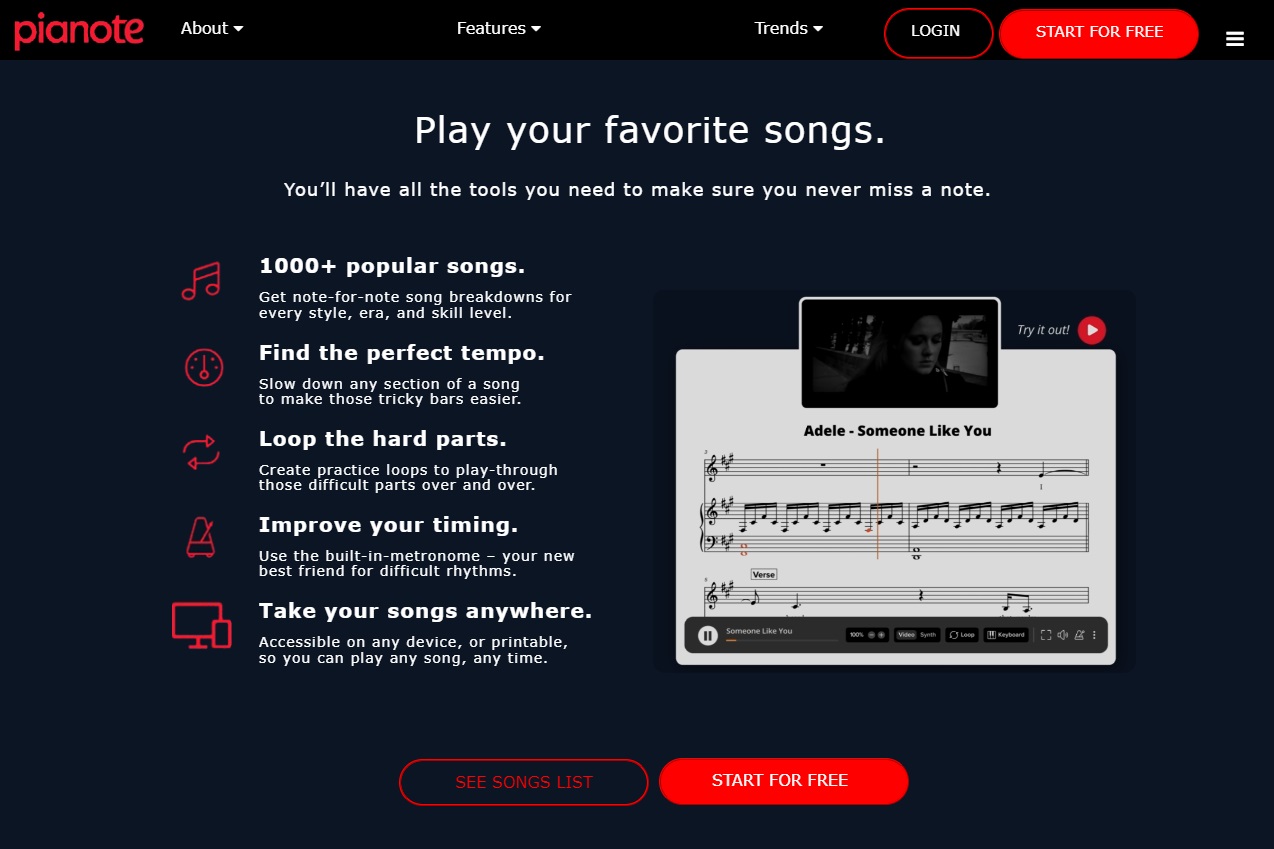 pianote
About
Features
Trends
LOGIN
START FOR FREE
Play your favorite songs.
You’ll have all the tools you need to make sure you never miss a note.
1000+ popular songs.
Get note-for-note song breakdowns for
every style, era, and skill level.
Find the perfect tempo.
Slow down any section of a song
to make those tricky bars easier.
Loop the hard parts.
Create practice loops to play-through
those difficult parts over and over.
Improve your timing.
Use the built-in-metronome – your new
best friend for difficult rhythms.
Take your songs anywhere.
Accessible on any device, or printable,
so you can play any song, any time.
Try it out!
Adele - Someone Like You
I
Verse
Someone Like You
100%
Video
Synth
Loop
Keyboard
SEE SONGS LIST
START FOR FREE